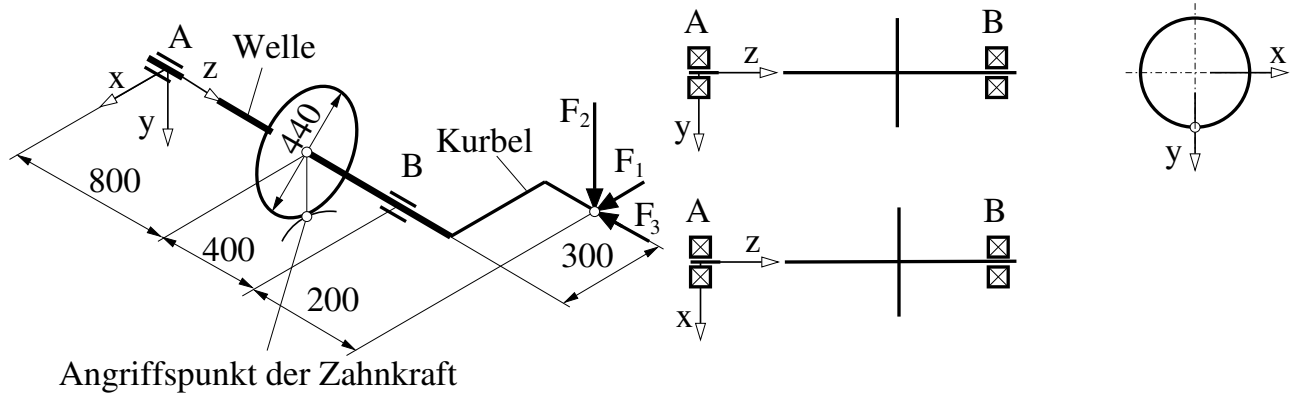 A
Welle
x
z
y
440
F2
B
Kurbel
F1
F3
800
400
200
300
Angriffspunkt der Zahnkraft
A
B
z
y
x
y
A
B
z
x